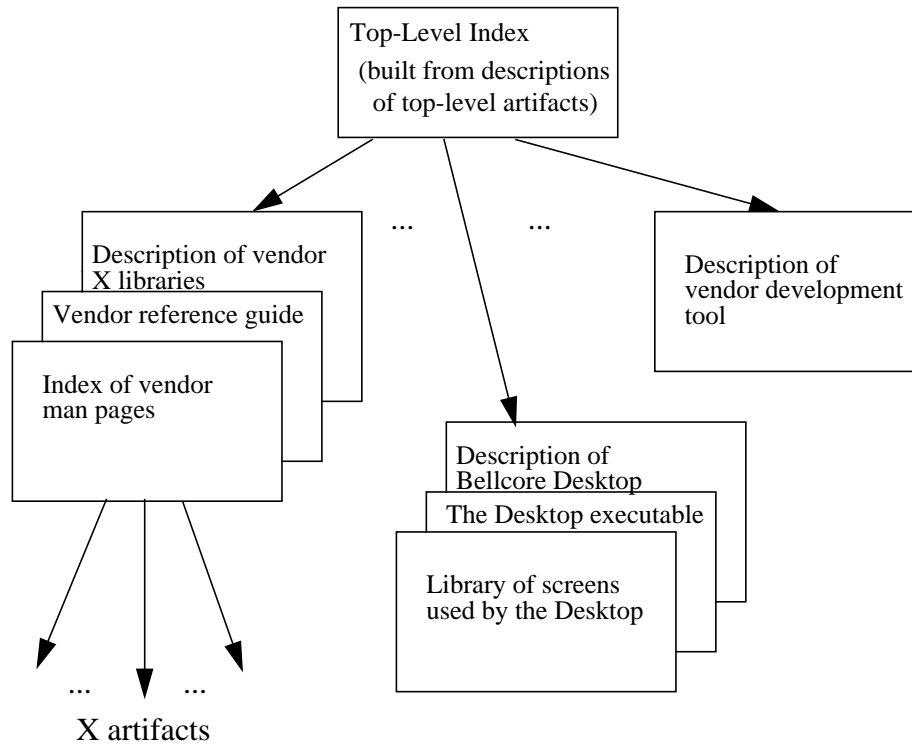 Top-Level Index
(built from descriptions
of top-level artifacts)
...
...
Description of vendor
X libraries
Vendor reference guide
Index of vendor
man pages
Description of
vendor development
tool
Description of
Bellcore Desktop
The Desktop executable
Library of screens
used by the Desktop
...
...
X artifacts